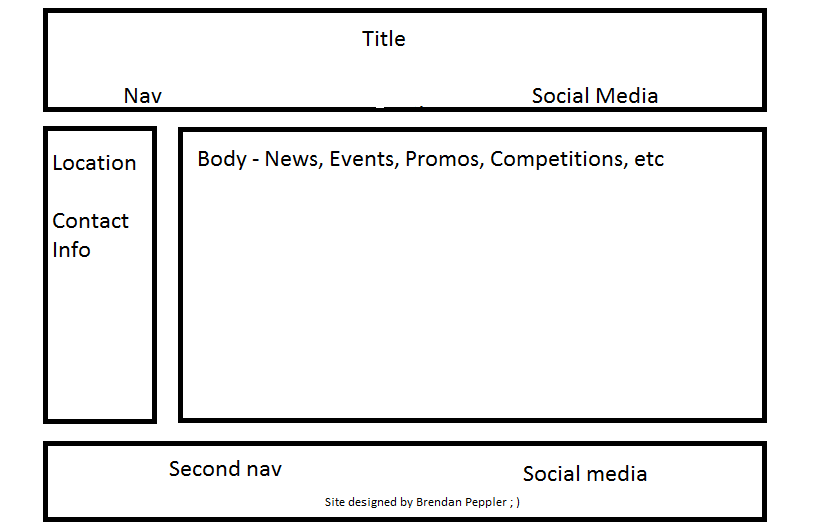 Title
Nav
Social Media
Location
Contact
Info
Body - News, Events, Promos, Competitions, etc
Second nav
Social media
Site designed by Brendan Peppler ; )